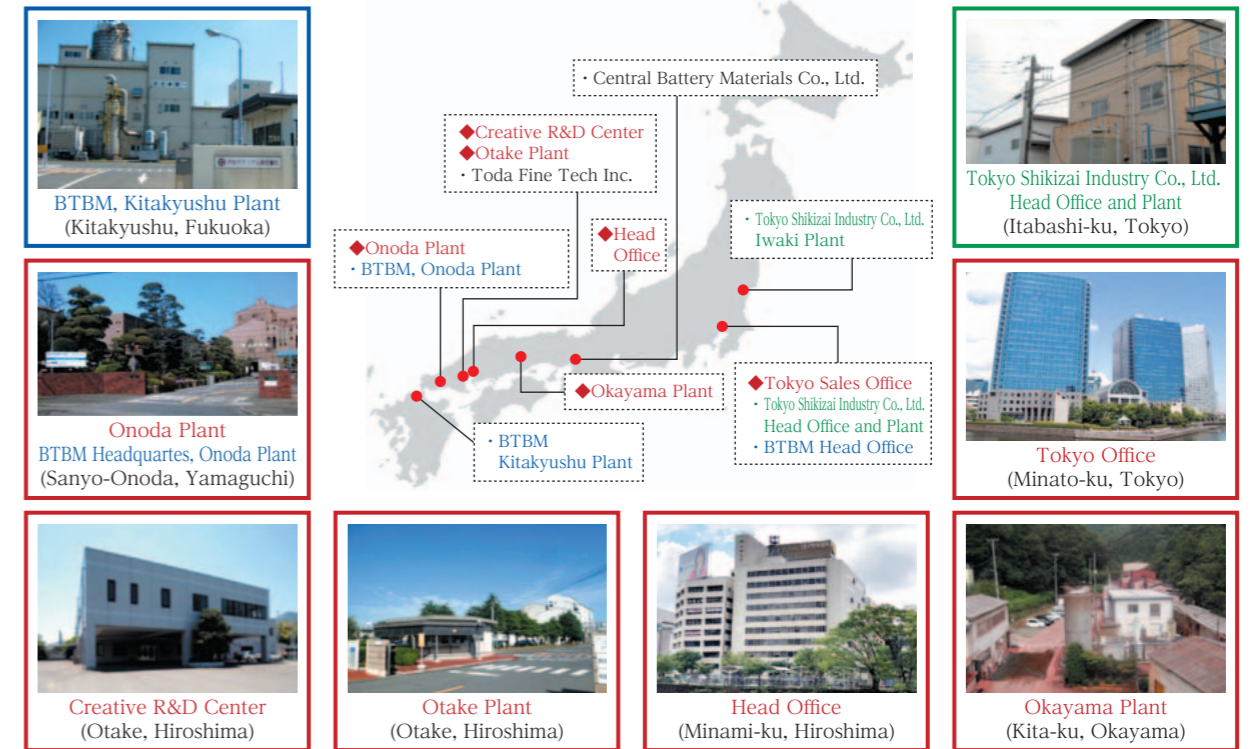 BTBM, Kitakyushu Plant
(Kitakyushu, Fukuoka)
Onoda Plant
BTBM Headquartes, Onoda Plant
(Sanyo-Onoda, Yamaguchi)
・Central Battery Materials Co., Ltd.
◆Creative R&D Center
◆Otake Plant
・Toda Fine Tech Inc.
◆Onoda Plant
・BTBM, Onoda Plant
◆Head
Office
・Tokyo Shikizai Industry Co., Ltd.
Iwaki Plant
◆Okayama Plant
・BTBM
Kitakyushu Plant
◆Tokyo Sales Office
・Tokyo Shikizai Industry Co., Ltd.
Head Office and Plant
・BTBM Head Office
Tokyo Shikizai Industry Co., Ltd.
Head Office and Plant
(Itabashi-ku, Tokyo)
Tokyo Office
(Minato-ku, Tokyo)
Creative R&D Center
(Otake, Hiroshima)
Otake Plant
(Otake, Hiroshima)
Head Office
(Minami-ku, Hiroshima)
Okayama Plant
(Kita-ku, Okayama)